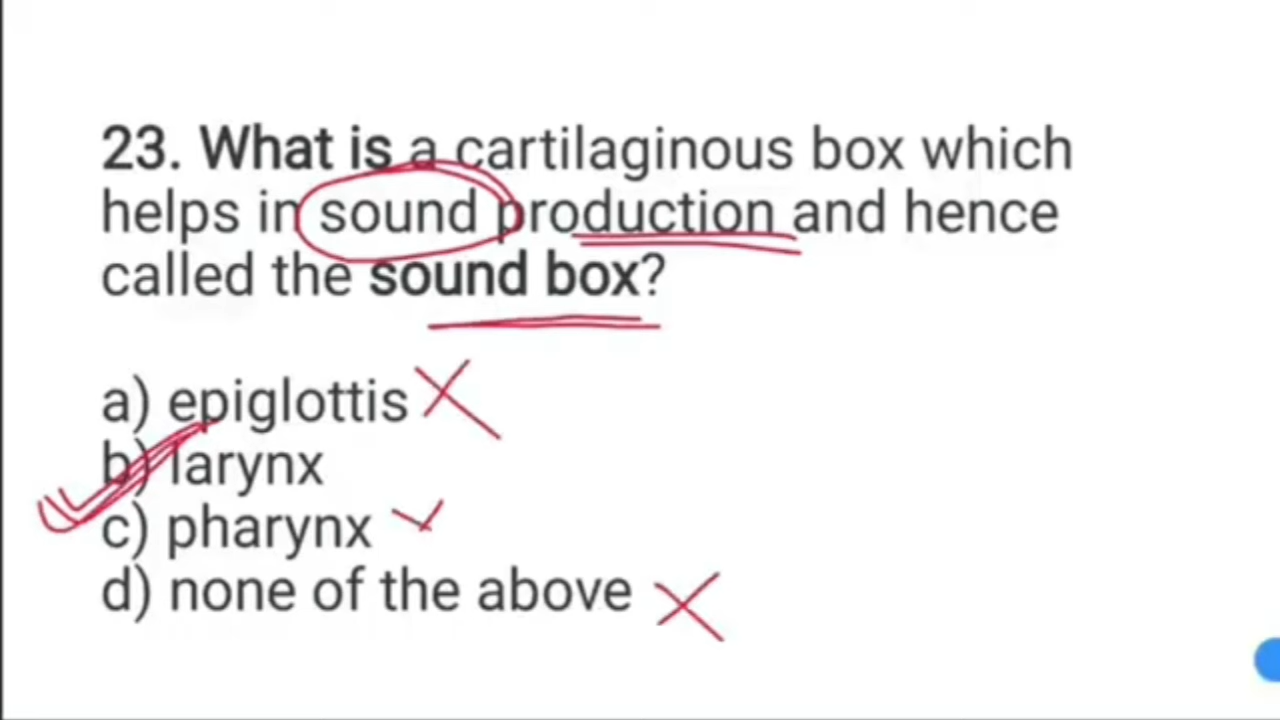 23. What is a cartilaginous box which
helps in sound production and hence
called the sound box?
a) epiglottis
b) larynx
c) pharynx
d) none of the above